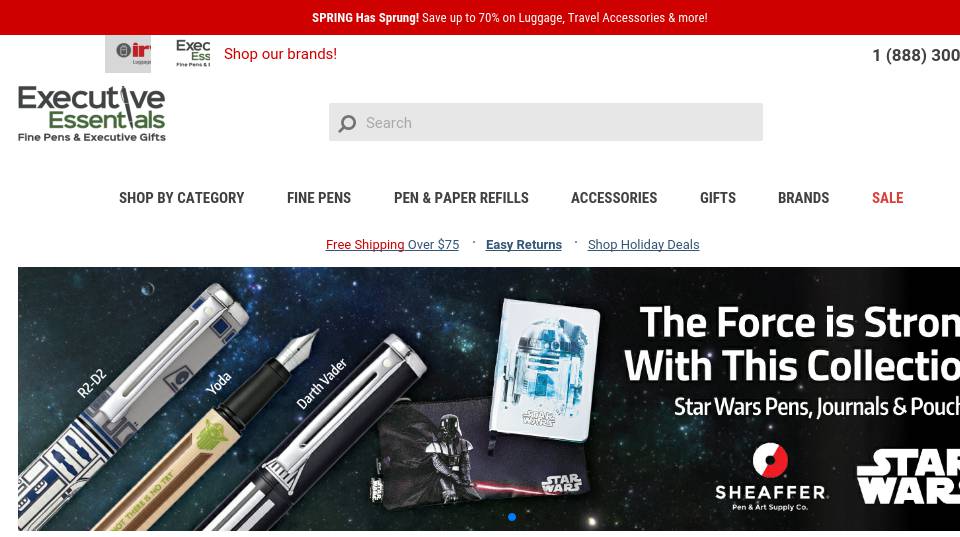 SPRING Has Sprung! Save up to 70% on Luggage, Travel Accessories & more!
Shop our brands!
1 (888) 300
Executive
Essentials
Fine Pens & Executive Gifts
Search
SHOP BY CATEGORY FINE PENS PEN & PAPER REFILLS ACCESSORIES GIFTS BRANDS SALE
Free Shipping Over $75 · Easy Returns · Shop Holiday Deals
R2-D2
Yoda
Darth Vader
The Force is Stron
With This Collectio
Star Wars Pens, Journals & Pouch
SHEAFFER
Pen & Art Supply Co.
STAR
WARS
STAR
WARS
STAR
WARS